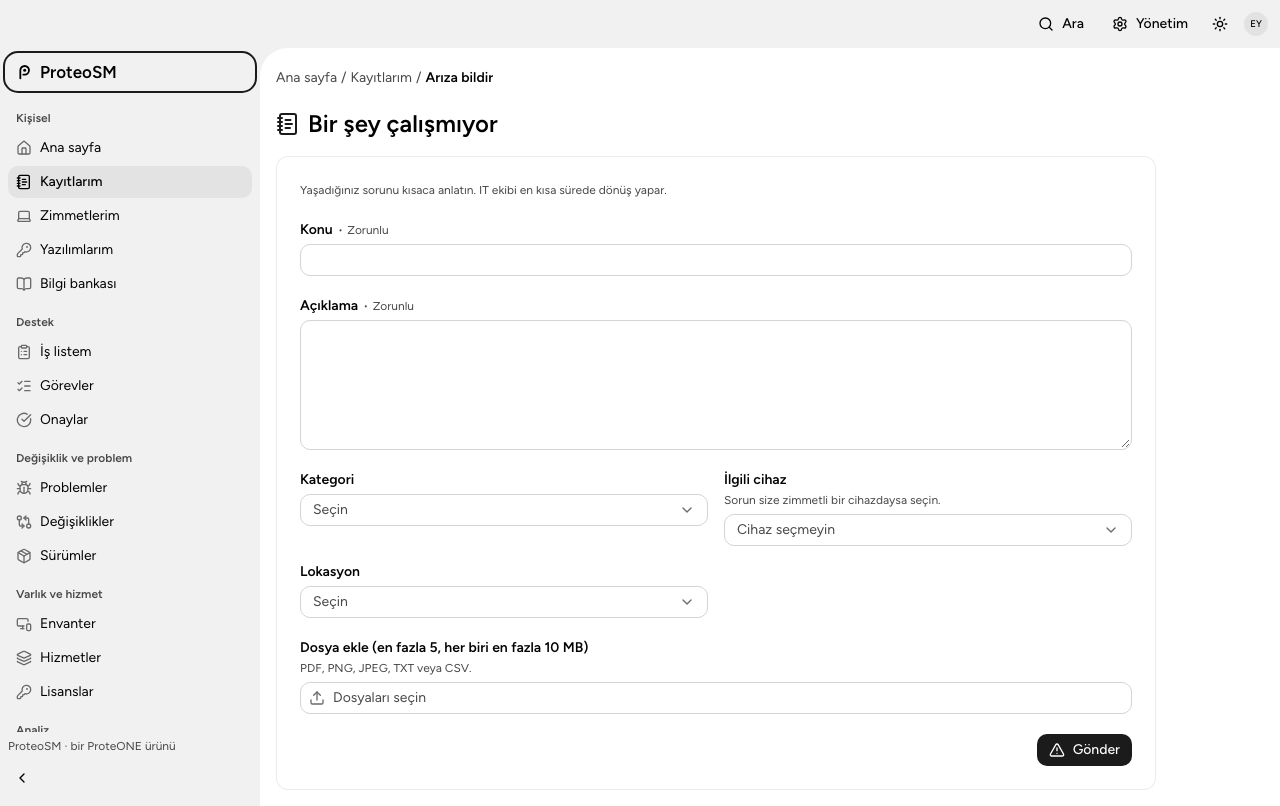 Ara
Yönetim
EY
ProteoSM
Kişisel
Ana sayfa
Kayıtlarım
Zimmetlerim
Yazılımlarım
Bilgi bankası
Destek
İş listem
Görevler
Onaylar
Değişiklik ve problem
Problemler
Değişiklikler
Sürümler
Varlık ve hizmet
Envanter
Hizmetler
Lisanslar
Analiz
ProteoSM · bir ProteONE ürünü
Ana sayfa / Kayıtlarım / Arıza bildir
Bir şey çalışmıyor
Yaşadığınız sorunu kısaca anlatın. IT ekibi en kısa sürede dönüş yapar.
Konu · Zorunlu
Açıklama · Zorunlu
Kategori
Seçin
İlgili cihaz
Sorun size zimmetli bir cihazdaysa seçin.
Cihaz seçmeyin
Lokasyon
Seçin
Dosya ekle (en fazla 5, her biri en fazla 10 MB)
PDF, PNG, JPEG, TXT veya CSV.
Dosyaları seçin
Gönder